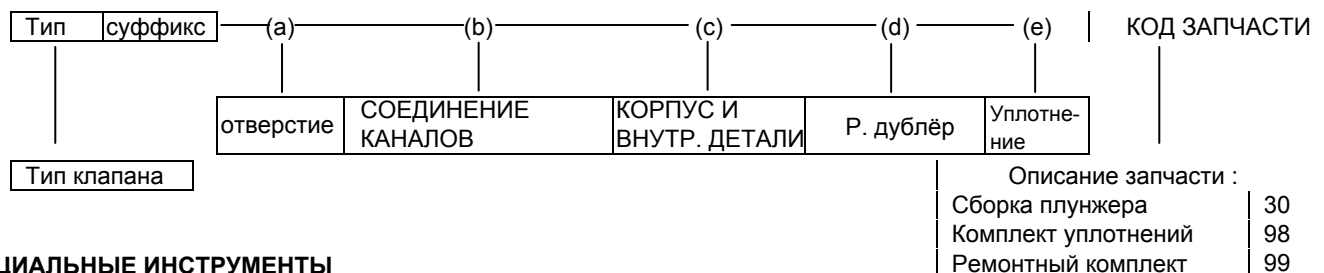 Тип суффикс (a) (b) (c) (d) (e) КОД ЗАПЧАСТИ
отверстие
СОЕДИНЕНИЕ
КАНАЛОВ
КОРПУС И
ВНУТР. ДЕТАЛИ
Р. дублёр
Уплотне-
ние
Тип клапана
Описание запчасти :
Сборка плунжера 30
Комплект уплотнений 98
Ремонтный комплект 99
ЦИАЛЬНЫЕ ИНСТРУМЕНТЫ